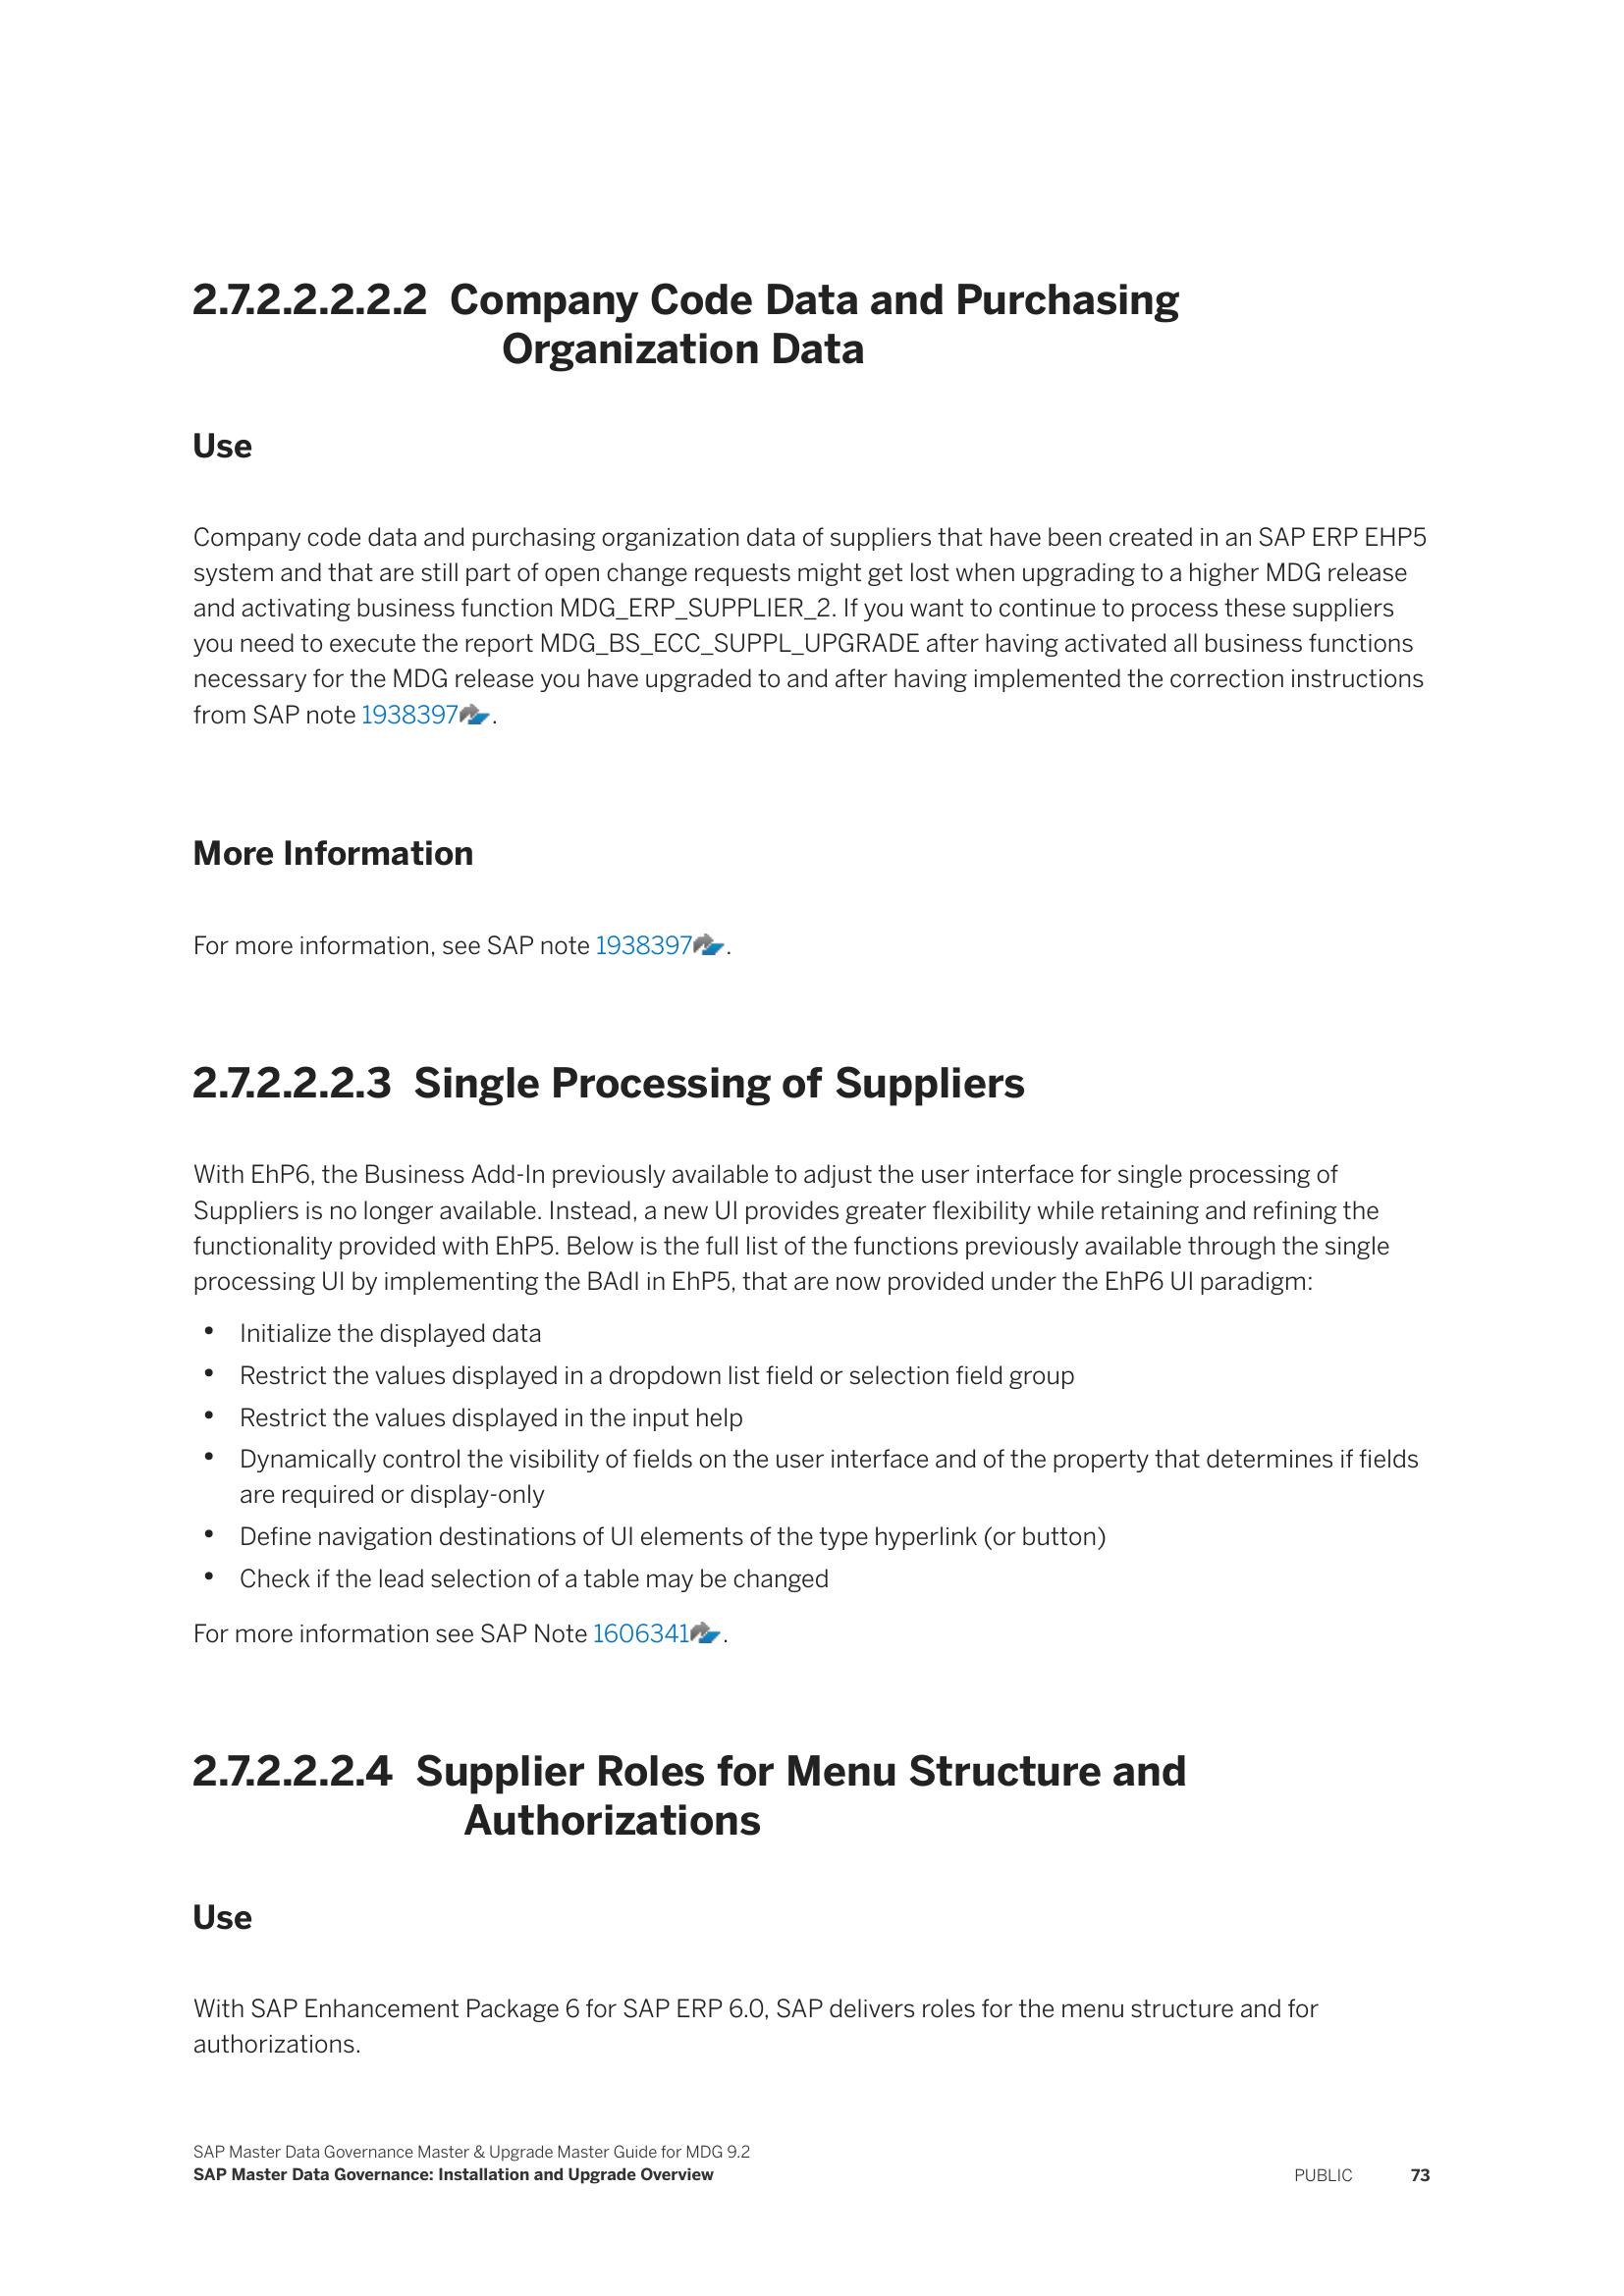 2.7.2.2.2.2.2 Company Code Data and Purchasing
Organization Data
Use
Company code data and purchasing organization data of suppliers that have been created in an SAP ERP EHP5
system and that are still part of open change requests might get lost when upgrading to a higher MDG release
and activating business function MDG_ERP_SUPPLIER_2. If you want to continue to process these suppliers
you need to execute the report MDG_BS_ECC_SUPPL_UPGRADE after having activated all business functions
necessary for the MDG release you have upgraded to and after having implemented the correction instructions
from SAP note 1938397.
More Information
For more information, see SAP note 1938397.
2.7.2.2.2.3 Single Processing of Suppliers
With EhP6, the Business Add-In previously available to adjust the user interface for single processing of
Suppliers is no longer available. Instead, a new UI provides greater flexibility while retaining and refining the
functionality provided with EhP5. Below is the full list of the functions previously available through the single
processing UI by implementing the BAdI in EhP5, that are now provided under the EhP6 UI paradigm:
• Initialize the displayed data
• Restrict the values displayed in a dropdown list field or selection field group
• Restrict the values displayed in the input help
• Dynamically control the visibility of fields on the user interface and of the property that determines if fields
are required or display-only
• Define navigation destinations of UI elements of the type hyperlink (or button)
• Check if the lead selection of a table may be changed
For more information see SAP Note 1606341.
2.7.2.2.2.4 Supplier Roles for Menu Structure and
Authorizations
Use
With SAP Enhancement Package 6 for SAP ERP 6.0, SAP delivers roles for the menu structure and for
authorizations.
SAP Master Data Governance Master & Upgrade Master Guide for MDG 9.2
SAP Master Data Governance: Installation and Upgrade Overview PUBLIC 73